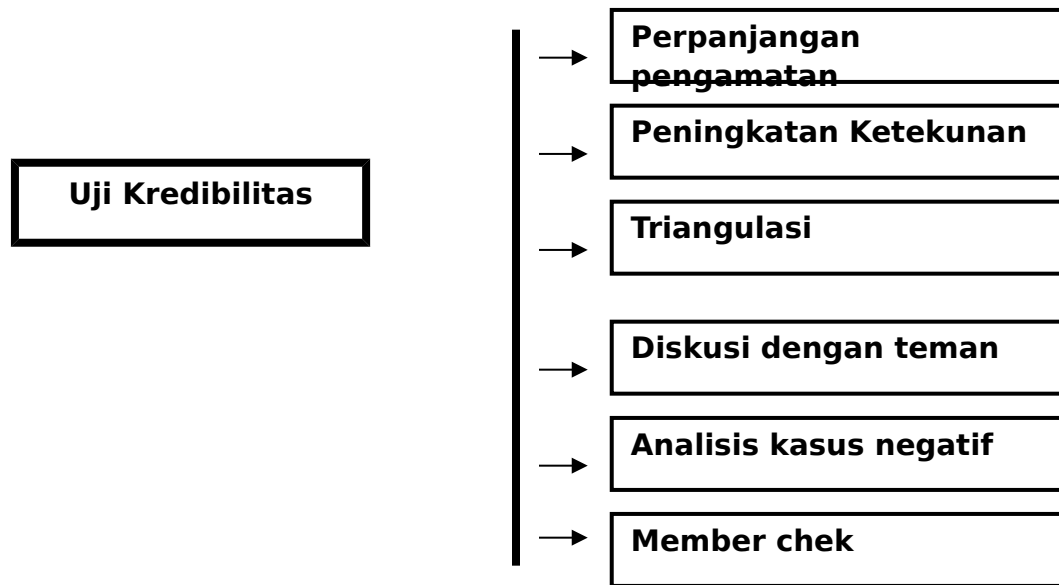 Perpanjangan
pengamatan
Peningkatan Ketekunan
Uji Kredibilitas
Triangulasi
Diskusi dengan teman
Analisis kasus negatif
Member chek